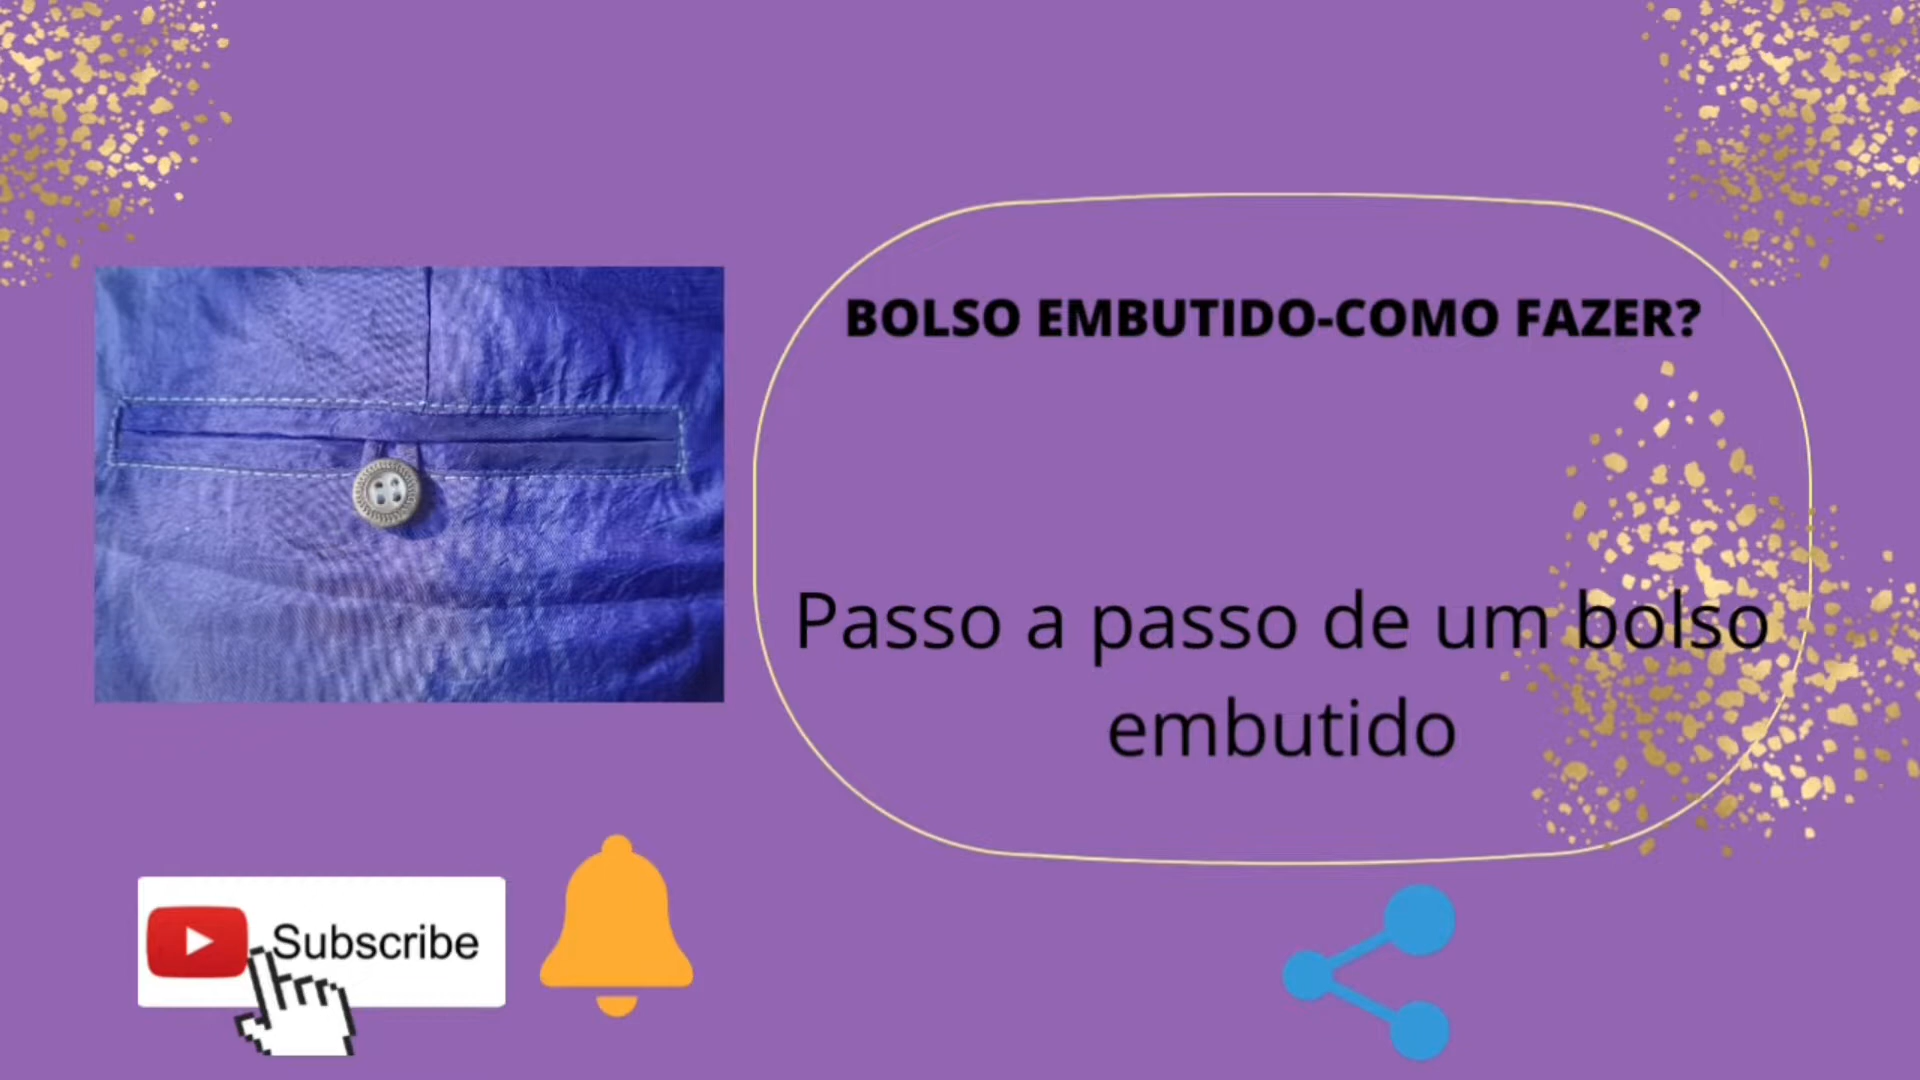 BOLSO EMBUTIDO-COMO FAZER?
Passo a passo de um bolso
embutido
Subscribe